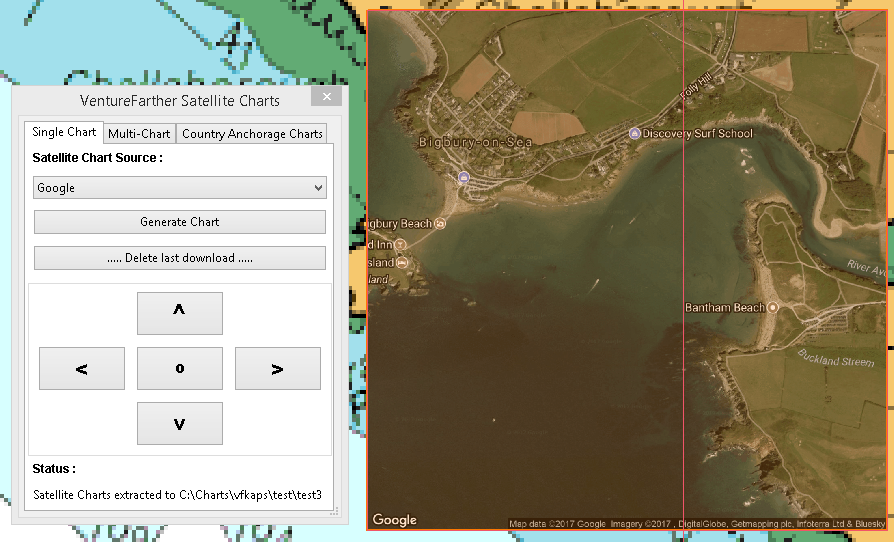 Challaborough
VentureFarther Satellite Charts
Single Chart
Multi-Chart
Country Anchorage Charts
Satellite Chart Source :
Google
Generate Chart
..... Delete last download .....
^
<
o
>
v
Status :
Satellite Charts extracted to C:\Charts\vfkaps\test\test3
Folly Hill
Discovery Surf School
Bigbury-on-Sea
igbury Beach
d Inn
sland
land
River Av
Bantham Beach
Buckland Streem
Google
Map data ©2017 Google Imagery ©2017 , DigitalGlobe, Getmapping plc, Infoterra Ltd & Bluesky